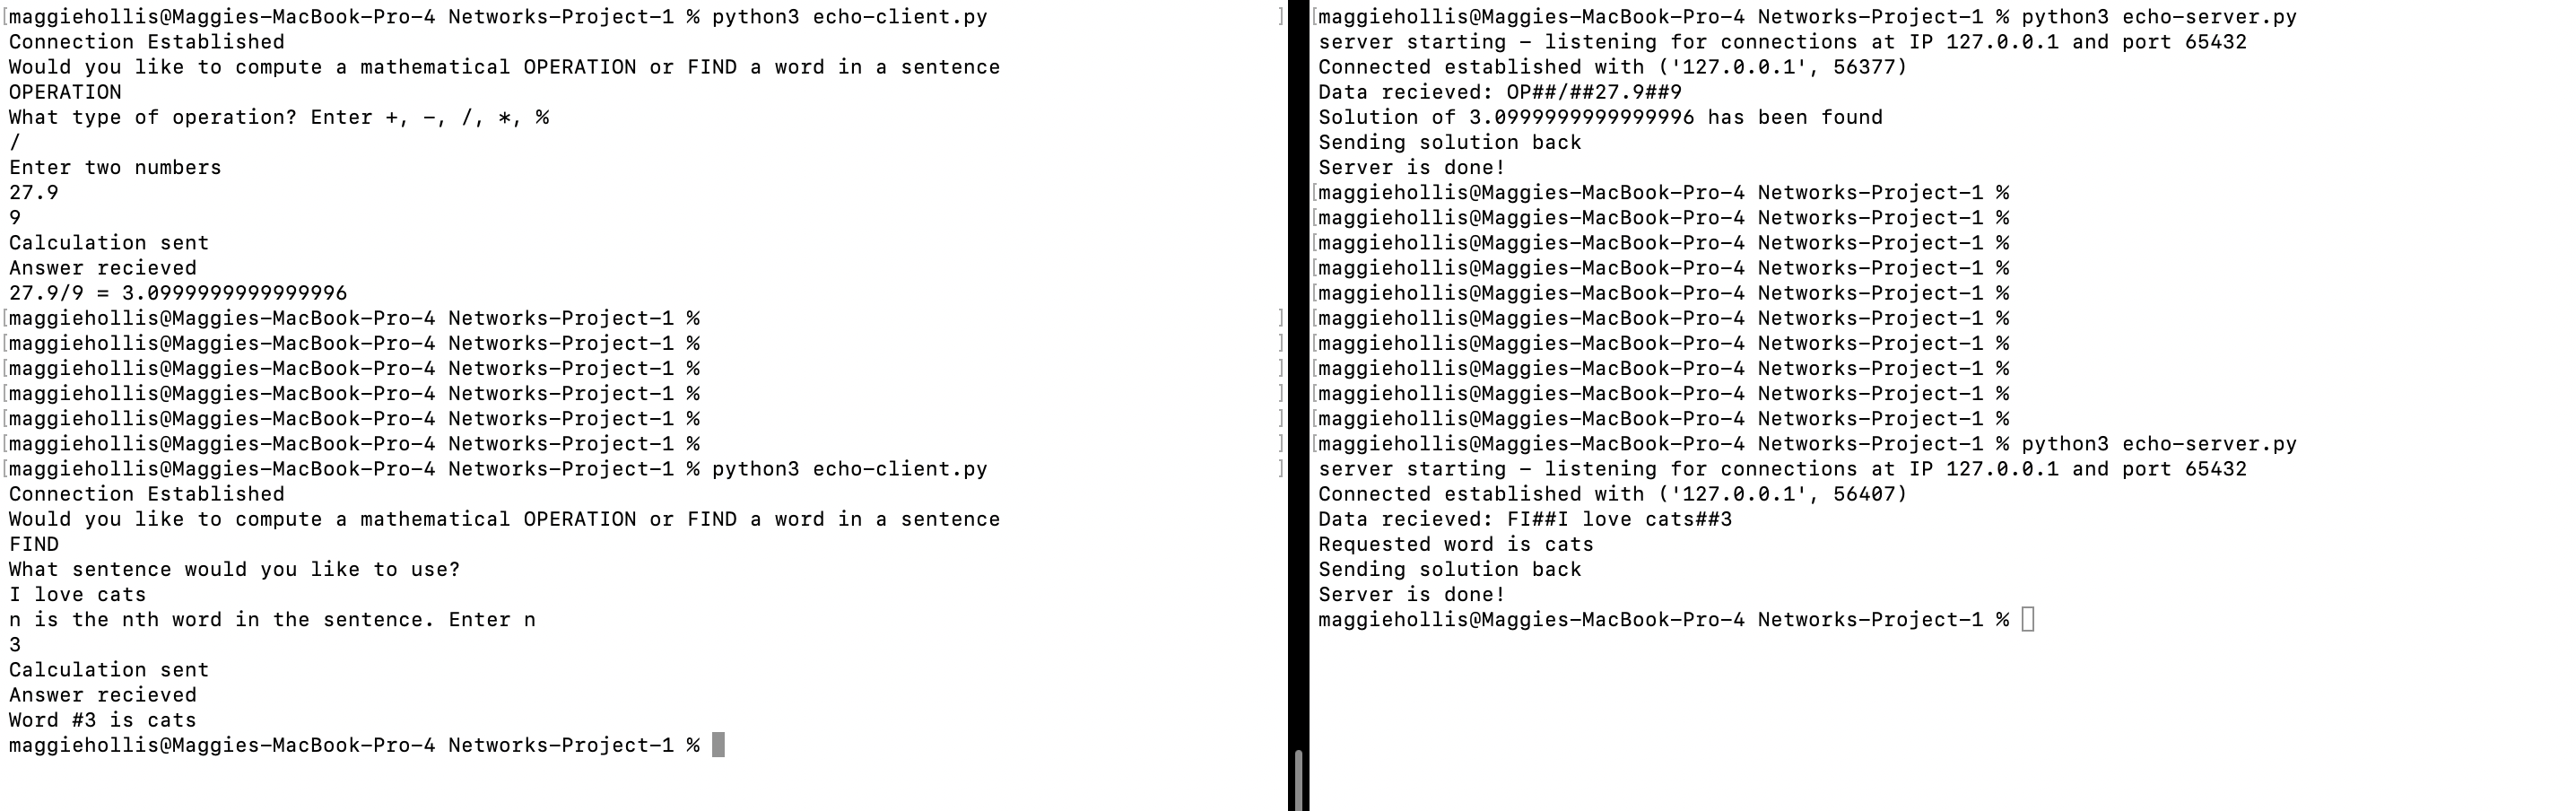 [maggiehollis@Maggies-MacBook-Pro-4 Networks-Project-1 % python3 echo-client.py ]
Connection Established
Would you like to compute a mathematical OPERATION or FIND a word in a sentence
OPERATION
What type of operation? Enter +, -, /, *, %
/
Enter two numbers
27.9
9
Calculation sent
Answer recieved
27.9/9 = 3.0999999999999996
[maggiehollis@Maggies-MacBook-Pro-4 Networks-Project-1 % ]
[maggiehollis@Maggies-MacBook-Pro-4 Networks-Project-1 % ]
[maggiehollis@Maggies-MacBook-Pro-4 Networks-Project-1 % ]
[maggiehollis@Maggies-MacBook-Pro-4 Networks-Project-1 % ]
[maggiehollis@Maggies-MacBook-Pro-4 Networks-Project-1 % ]
[maggiehollis@Maggies-MacBook-Pro-4 Networks-Project-1 % ]
[maggiehollis@Maggies-MacBook-Pro-4 Networks-Project-1 % python3 echo-client.py ]
Connection Established
Would you like to compute a mathematical OPERATION or FIND a word in a sentence
FIND
What sentence would you like to use?
I love cats
n is the nth word in the sentence. Enter n
3
Calculation sent
Answer recieved
Word #3 is cats
maggiehollis@Maggies-MacBook-Pro-4 Networks-Project-1 %
[maggiehollis@Maggies-MacBook-Pro-4 Networks-Project-1 % python3 echo-server.py
server starting - listening for connections at IP 127.0.0.1 and port 65432
Connected established with ('127.0.0.1', 56377)
Data recieved: OP##/##27.9##9
Solution of 3.0999999999999996 has been found
Sending solution back
Server is done!
[maggiehollis@Maggies-MacBook-Pro-4 Networks-Project-1 %
[maggiehollis@Maggies-MacBook-Pro-4 Networks-Project-1 %
[maggiehollis@Maggies-MacBook-Pro-4 Networks-Project-1 %
[maggiehollis@Maggies-MacBook-Pro-4 Networks-Project-1 %
[maggiehollis@Maggies-MacBook-Pro-4 Networks-Project-1 %
[maggiehollis@Maggies-MacBook-Pro-4 Networks-Project-1 %
[maggiehollis@Maggies-MacBook-Pro-4 Networks-Project-1 %
[maggiehollis@Maggies-MacBook-Pro-4 Networks-Project-1 %
[maggiehollis@Maggies-MacBook-Pro-4 Networks-Project-1 %
[maggiehollis@Maggies-MacBook-Pro-4 Networks-Project-1 %
[maggiehollis@Maggies-MacBook-Pro-4 Networks-Project-1 % python3 echo-server.py
server starting - listening for connections at IP 127.0.0.1 and port 65432
Connected established with ('127.0.0.1', 56407)
Data recieved: FI##I love cats##3
Requested word is cats
Sending solution back
Server is done!
maggiehollis@Maggies-MacBook-Pro-4 Networks-Project-1 %